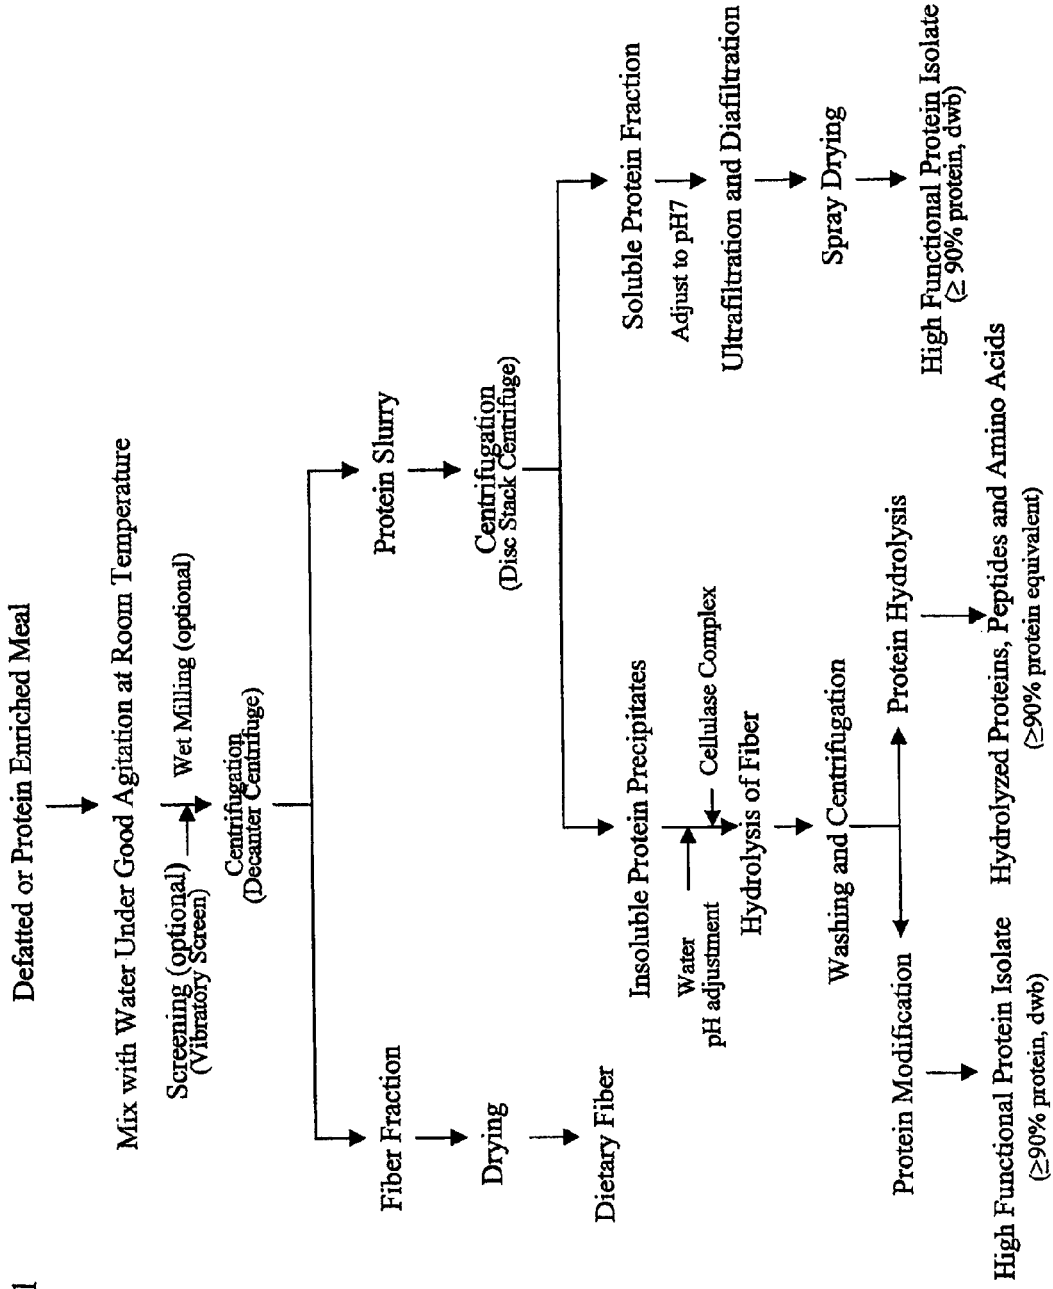 1
Defatted or Protein Enriched Meal
Mix with Water Under Good Agitation at Room Temperature
Screening (optional)
(Vibratory Screen)
Wet Milling (optional)
Centrifugation
(Decanter Centrifuge)
Fiber Fraction
Drying
Dietary Fiber
Protein Slurry
Centrifugation
(Disc Stack Centrifuge)
Insoluble Protein Precipitates
Water
pH adjustment
Cellulase Complex
Hydrolysis of Fiber
Washing and Centrifugation
Protein Modification
High Functional Protein Isolate
(≥90% protein, dwb)
Protein Hydrolysis
Hydrolyzed Proteins, Peptides and Amino Acids
(≥90% protein equivalent)
Soluble Protein Fraction
Adjust to pH7
Ultrafiltration and Diafiltration
Spray Drying
High Functional Protein Isolate
(≥ 90% protein, dwb)